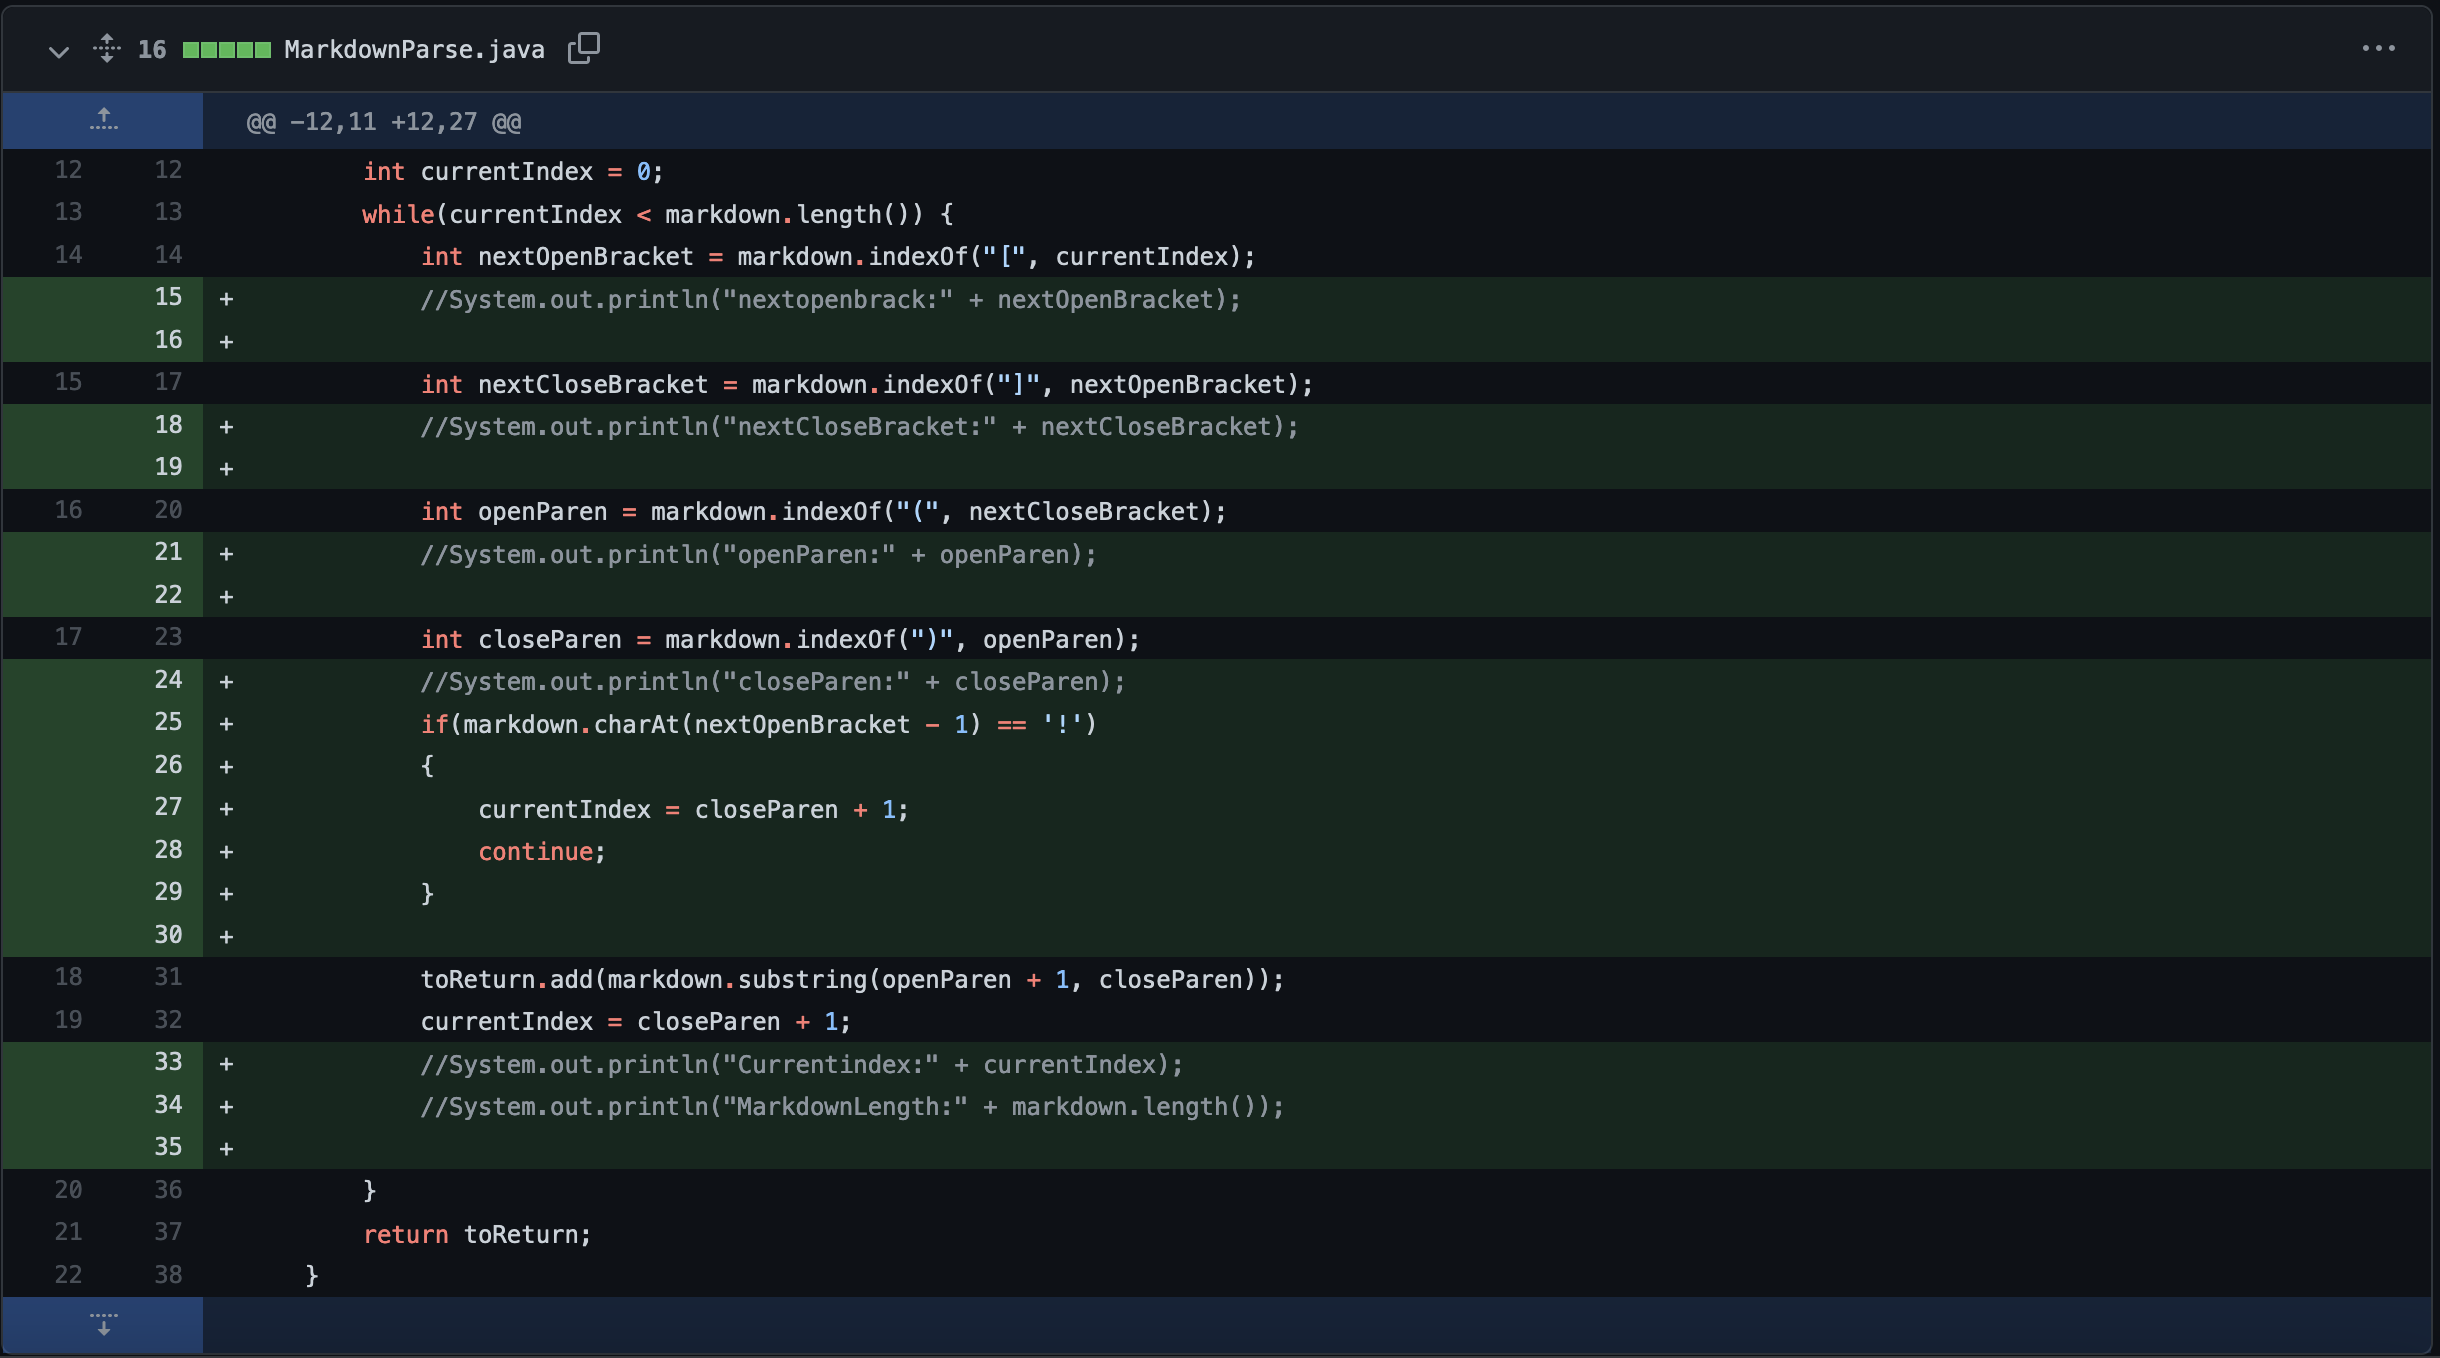 16 MarkdownParse.java
@@ -12,11 +12,27 @@
12 12 int currentIndex = 0;
13 13 while(currentIndex < markdown.length()) {
14 14 int nextOpenBracket = markdown.indexOf("[", currentIndex);
15 + //System.out.println("nextopenbrack:" + nextOpenBracket);
16 +
15 17 int nextCloseBracket = markdown.indexOf("]", nextOpenBracket);
18 + //System.out.println("nextCloseBracket:" + nextCloseBracket);
19 +
16 20 int openParen = markdown.indexOf("(", nextCloseBracket);
21 + //System.out.println("openParen:" + openParen);
22 +
17 23 int closeParen = markdown.indexOf(")", openParen);
24 + //System.out.println("closeParen:" + closeParen);
25 + if(markdown.charAt(nextOpenBracket - 1) == '!')
26 + {
27 + currentIndex = closeParen + 1;
28 + continue;
29 + }
30 +
18 31 toReturn.add(markdown.substring(openParen + 1, closeParen));
19 32 currentIndex = closeParen + 1;
33 + //System.out.println("Currentindex:" + currentIndex);
34 + //System.out.println("MarkdownLength:" + markdown.length());
35 +
20 36 }
21 37 return toReturn;
22 38 }